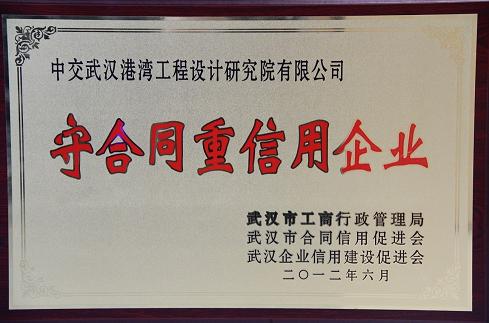 中交武汉港湾工程设计研究院有限公司
守合同重信用企业
武汉市工商行政管理局
武汉市合同信用促进会
武汉企业信用建设促进会
二〇一二年六月